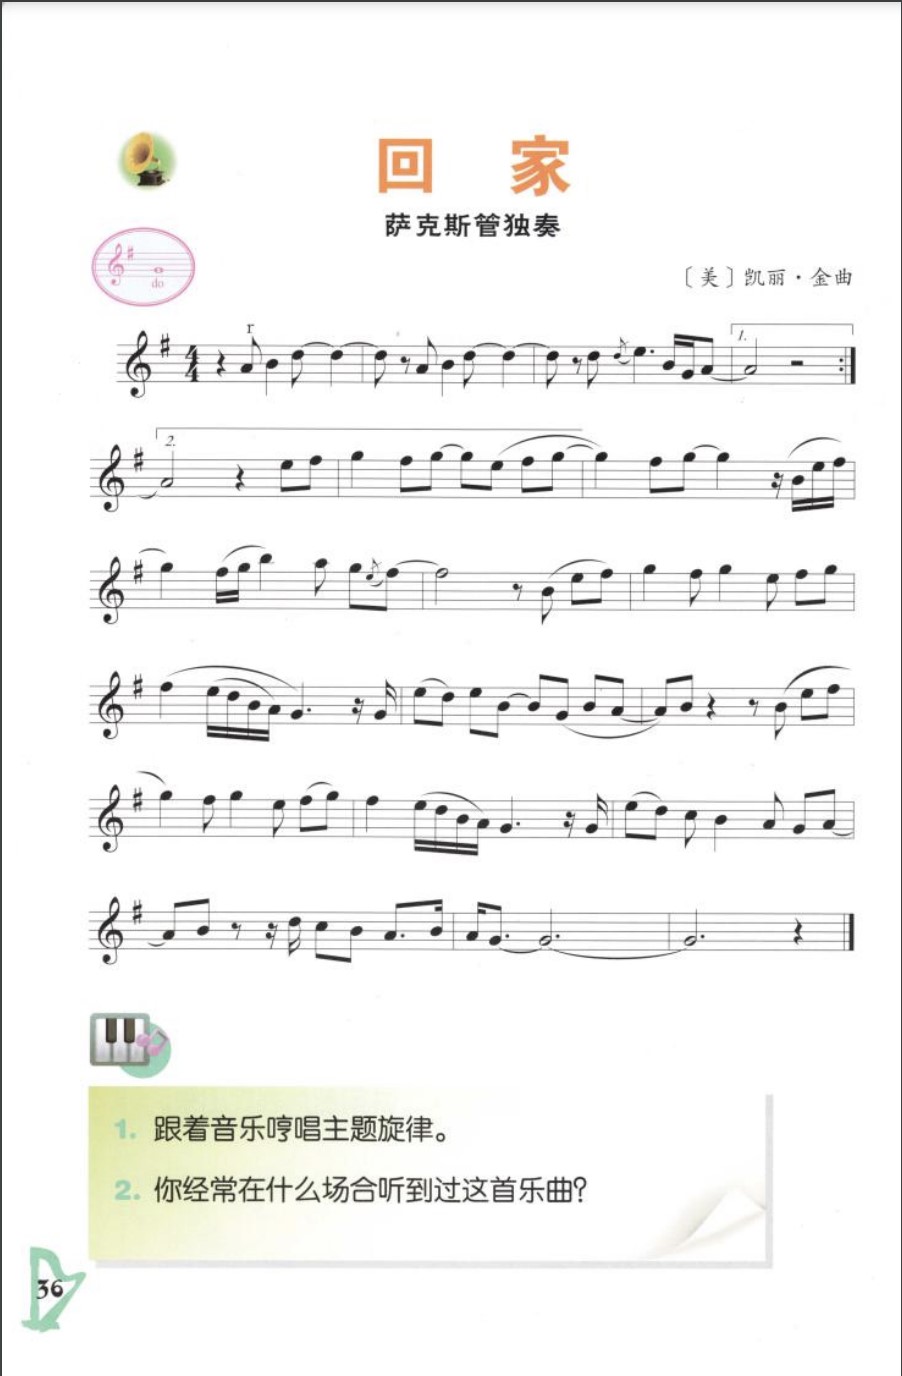 回 家
萨克斯管独奏
do
〔美〕凯丽·金曲
r
4
4
1.
2.
1. 跟着音乐哼唱主题旋律。
2. 你经常在什么场合听到过这首乐曲？
36